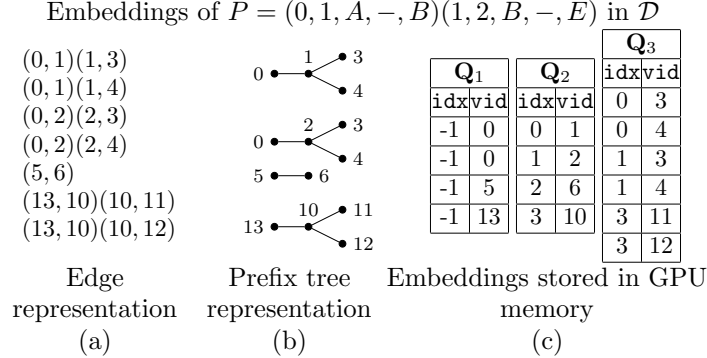 Embeddings of P = (0, 1, A, −, B)(1, 2, B, −, E) in D
(0, 1)(1, 3)
(0, 1)(1, 4)
(0, 2)(2, 3)
(0, 2)(2, 4)
(5, 6)
(13, 10)(10, 11)
(13, 10)(10, 12)
Edge
representation
(a)
1
3
0
4
2
3
0
4
5
6
10
11
13
12
Prefix tree
representation
(b)
Q1
idx vid
-1 0
-1 0
-1 5
-1 13
Q2
idx vid
0 1
1 2
2 6
3 10
Q3
idx vid
0 3
0 4
1 3
1 4
3 11
3 12
Embeddings stored in GPU
memory
(c)